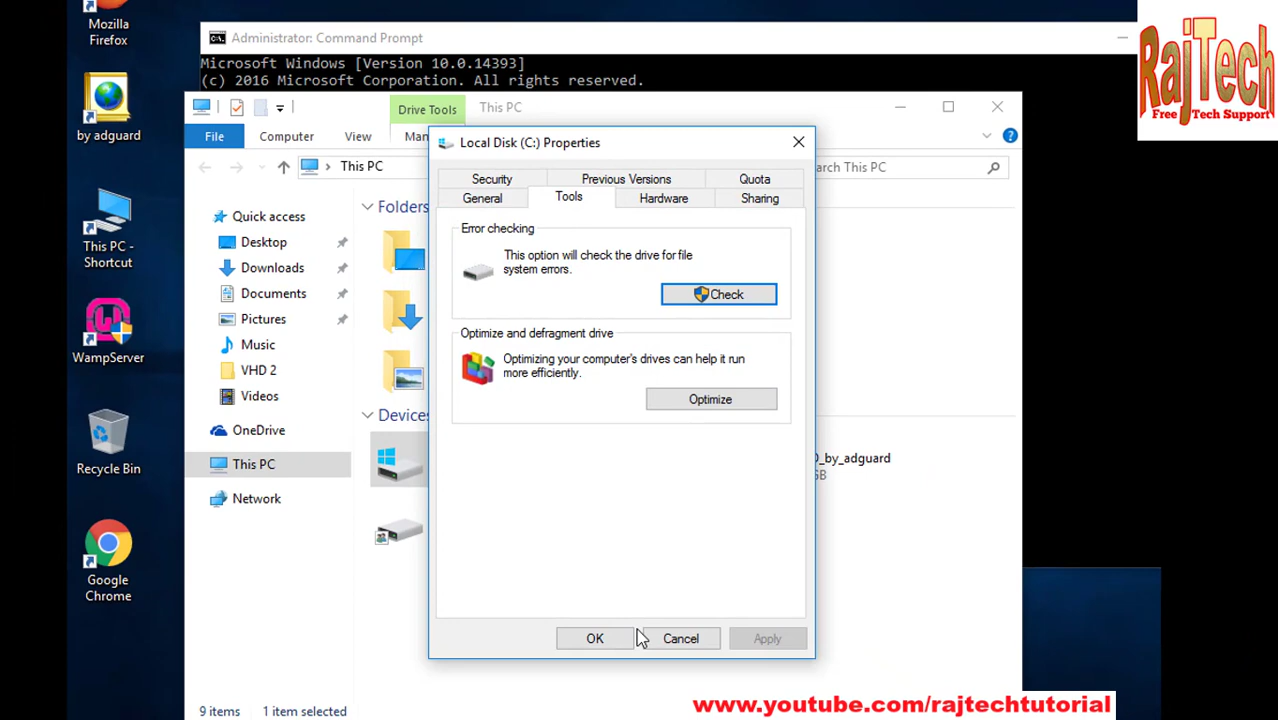 Mozilla
Firefox
by adguard
This PC -
Shortcut
WampServer
Recycle Bin
Google
Chrome
Administrator: Command Prompt
Microsoft Windows [Version 10.0.14393]
(c) 2016 Microsoft Corporation. All rights reserved.
Drive Tools
This PC
File
Computer
View
This PC
arch This PC
Quick access
Desktop
Downloads
Documents
Pictures
Music
VHD 2
Videos
OneDrive
This PC
Network
Folders
Devices
_by_adguard
9 items
1 item selected
Local Disk (C:) Properties
Security
Previous Versions
Quota
General
Tools
Hardware
Sharing
Error checking
This option will check the drive for file
system errors.
Check
Optimize and defragment drive
Optimizing your computer's drives can help it run
more efficiently.
Optimize
OK
Cancel
Apply
RajTech
Free Tech Support
www.youtube.com/rajtechtutorial